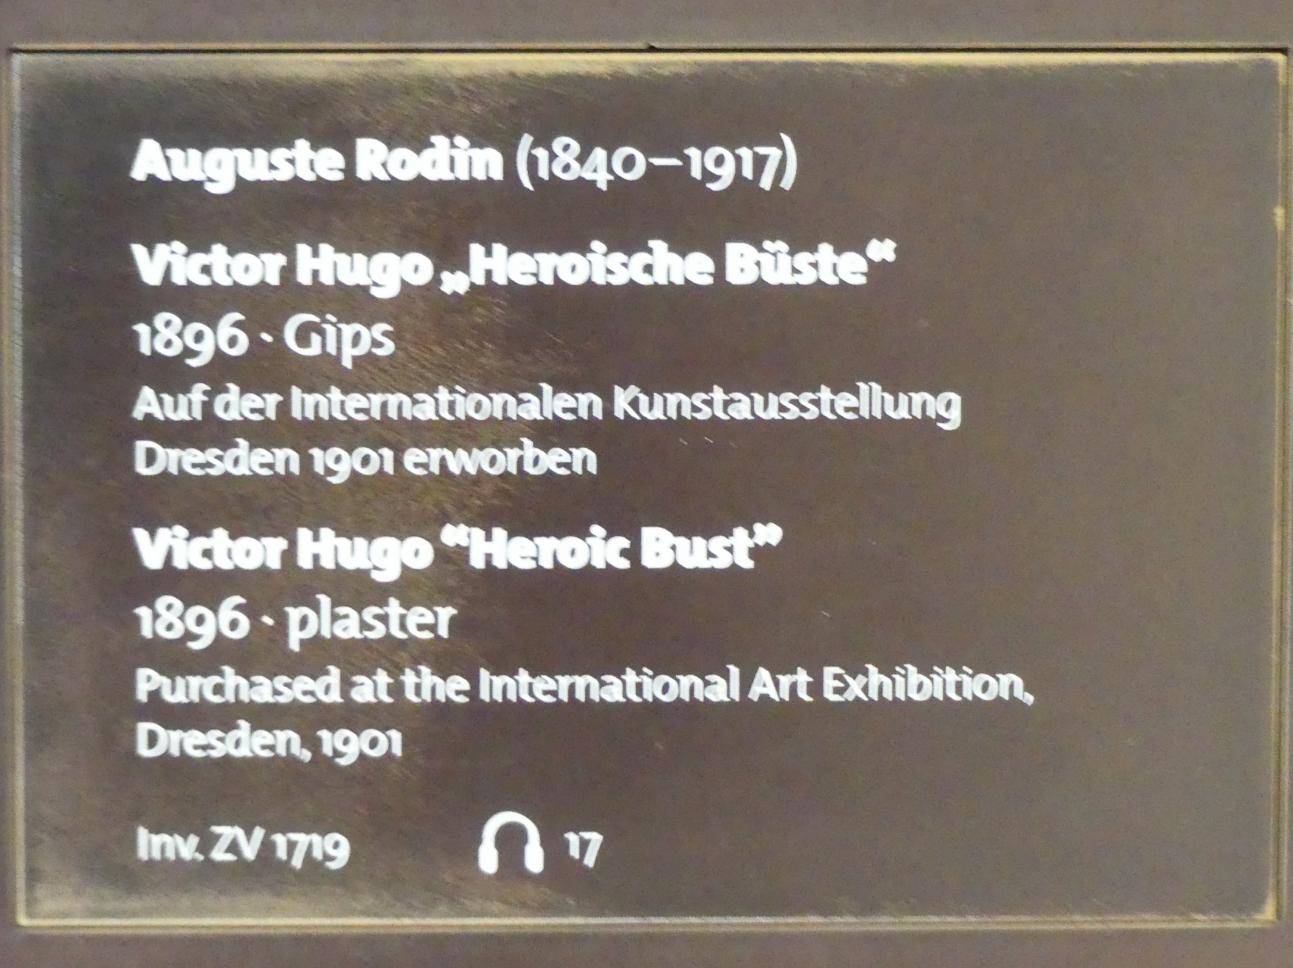 Auguste Rodin (1840–1917)
Victor Hugo „Heroische Büste“
1896 · Gips
Auf der Internationalen Kunstausstellung
Dresden 1901 erworben
Victor Hugo “Heroic Bust”
1896 · plaster
Purchased at the International Art Exhibition,
Dresden, 1901
Inv. ZV 1719 17